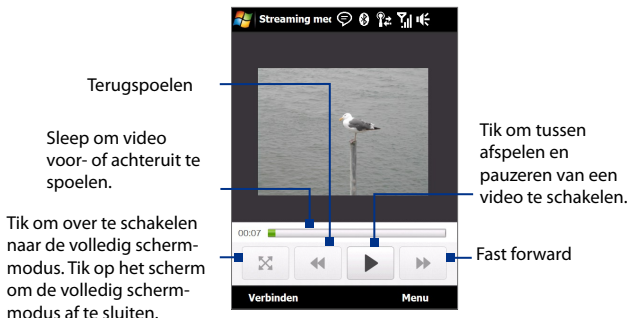 Streaming mec
Terugspoelen
Sleep om video
voor- of achteruit te
spoelen.
Tik om over te schakelen
naar de volledig scherm-
modus. Tik op het scherm
om de volledig scherm-
modus af te sluiten.
Tik om tussen
afspelen en
pauzeren van een
video te schakelen.
00:07
Fast forward
Verbinden
Menu